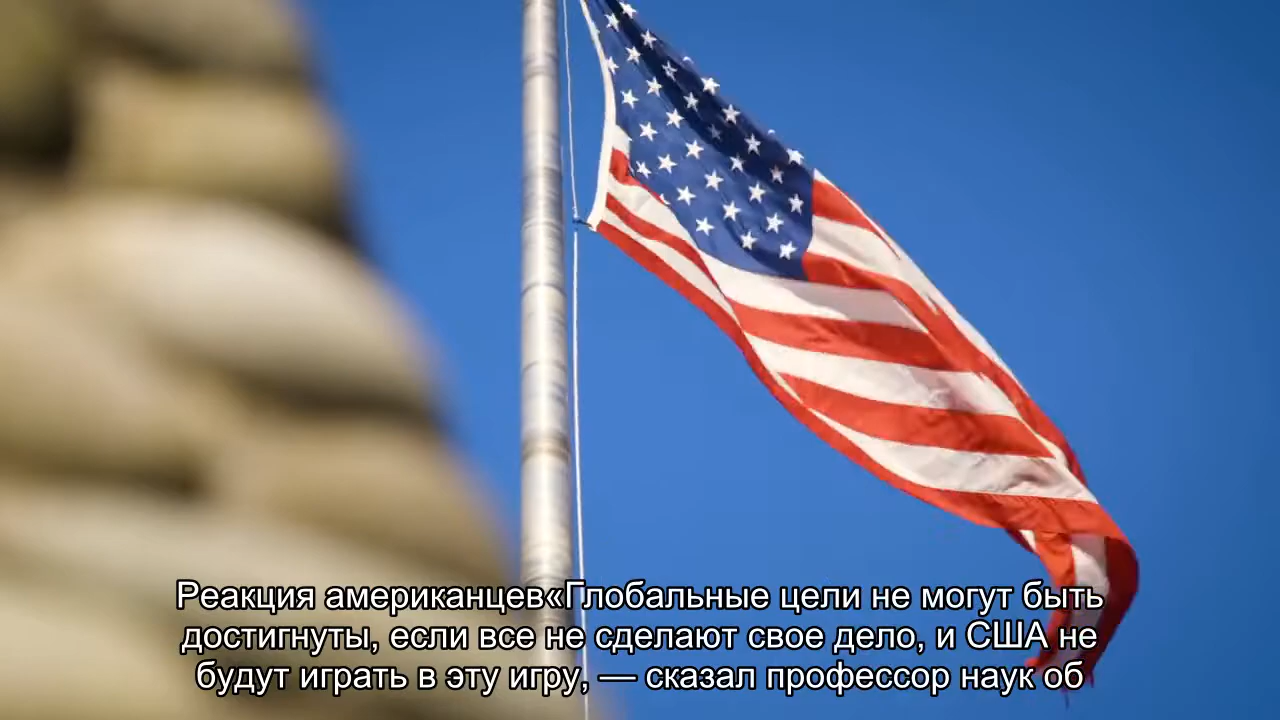 Реакция американцев«Глобальные цели не могут быть
достигнуты, если все не сделают свое дело, и США не
будут играть в эту игру, — сказал профессор наук об